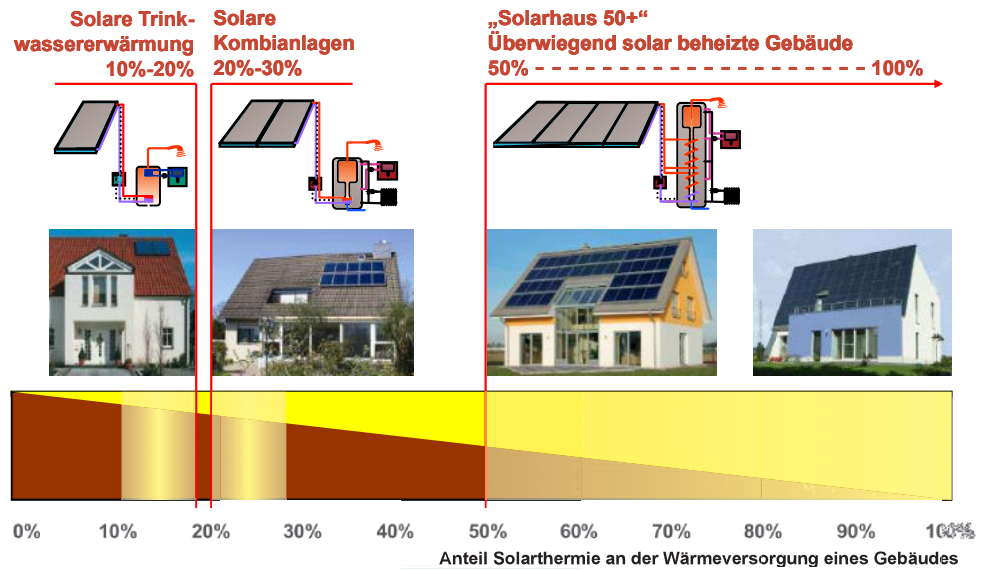 Solare Trink-
wassererwärmung
10%-20%
Solare
Kombianlagen
20%-30%
„Solarhaus 50+“
Überwiegend solar beheizte Gebäude
50% - - - - - - - - - - - - - - - - - - - - 100%
0% 10% 20% 30% 40% 50% 60% 70% 80% 90% 100%
Anteil Solarthermie an der Wärmeversorgung eines Gebäudes